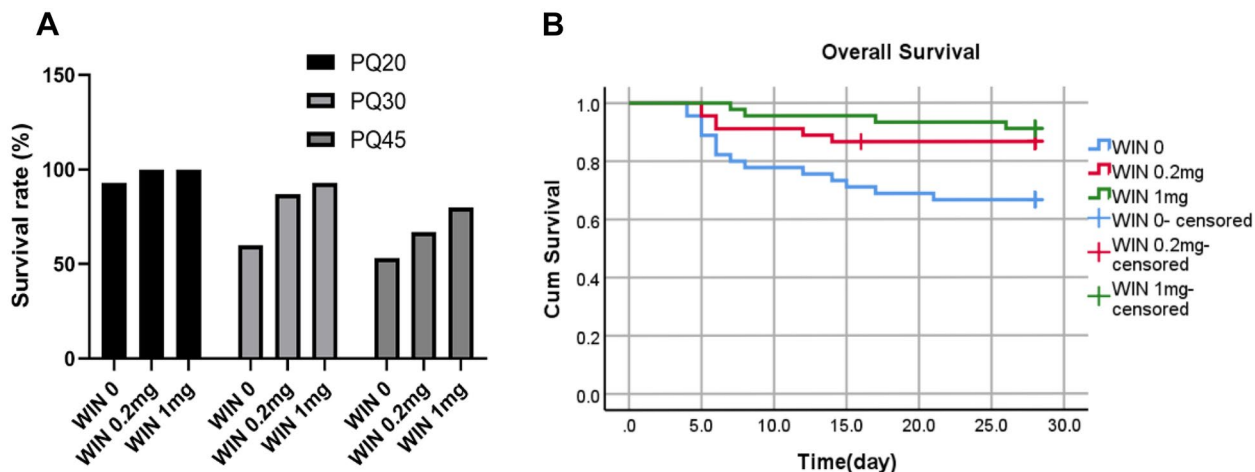 A
PQ20
PQ30
PQ45
Survival rate (%)
150
100
50
0
WIN 0
WIN 0.2mg
WIN 1mg
WIN 0
WIN 0.2mg
WIN 1mg
WIN 0
WIN 0.2mg
WIN 1mg
B
Overall Survival
Cum Survival
1.0
0.8
0.6
0.4
0.2
0.0
.0 5.0 10.0 15.0 20.0 25.0 30.0
Time(day)
WIN 0
WIN 0.2mg
WIN 1mg
WIN 0- censored
WIN 0.2mg-
censored
WIN 1mg-
censored